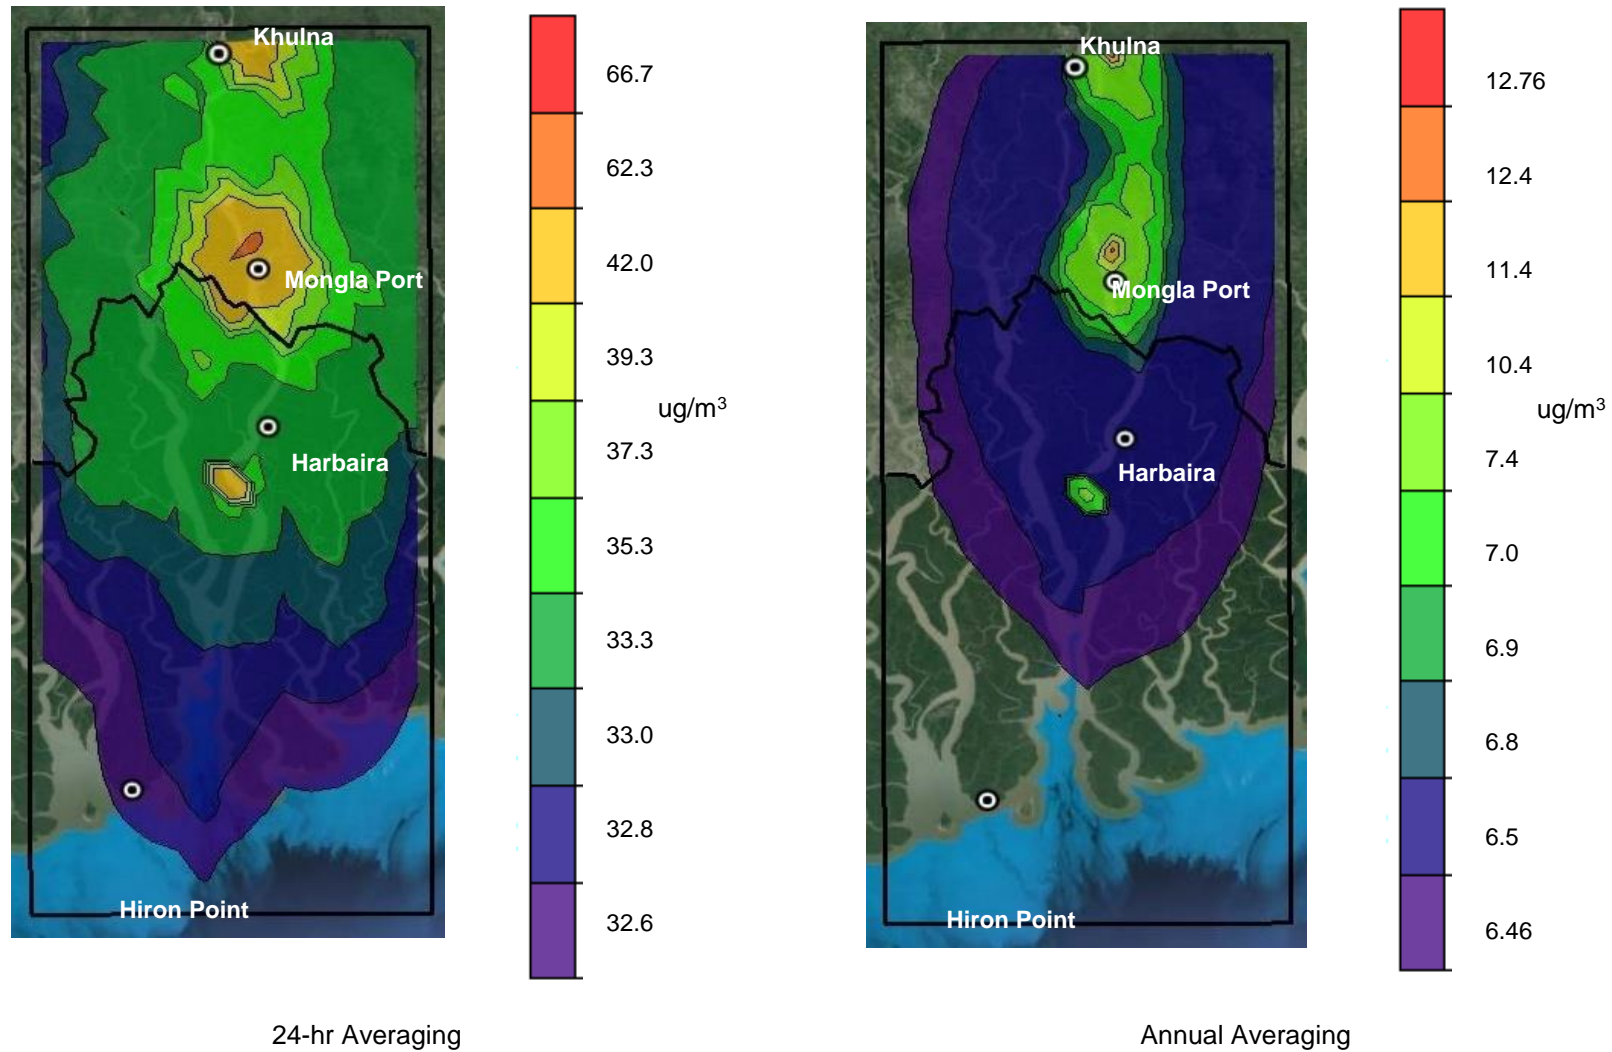 Khulna
Mongla Port
Harbaira
Hiron Point
66.7
62.3
42.0
39.3
37.3
35.3
33.3
33.0
32.8
32.6
ug/m³
24-hr Averaging
Khulna
Mongla Port
Harbaira
Hiron Point
12.76
12.4
11.4
10.4
7.4
7.0
6.9
6.8
6.5
6.46
ug/m³
Annual Averaging